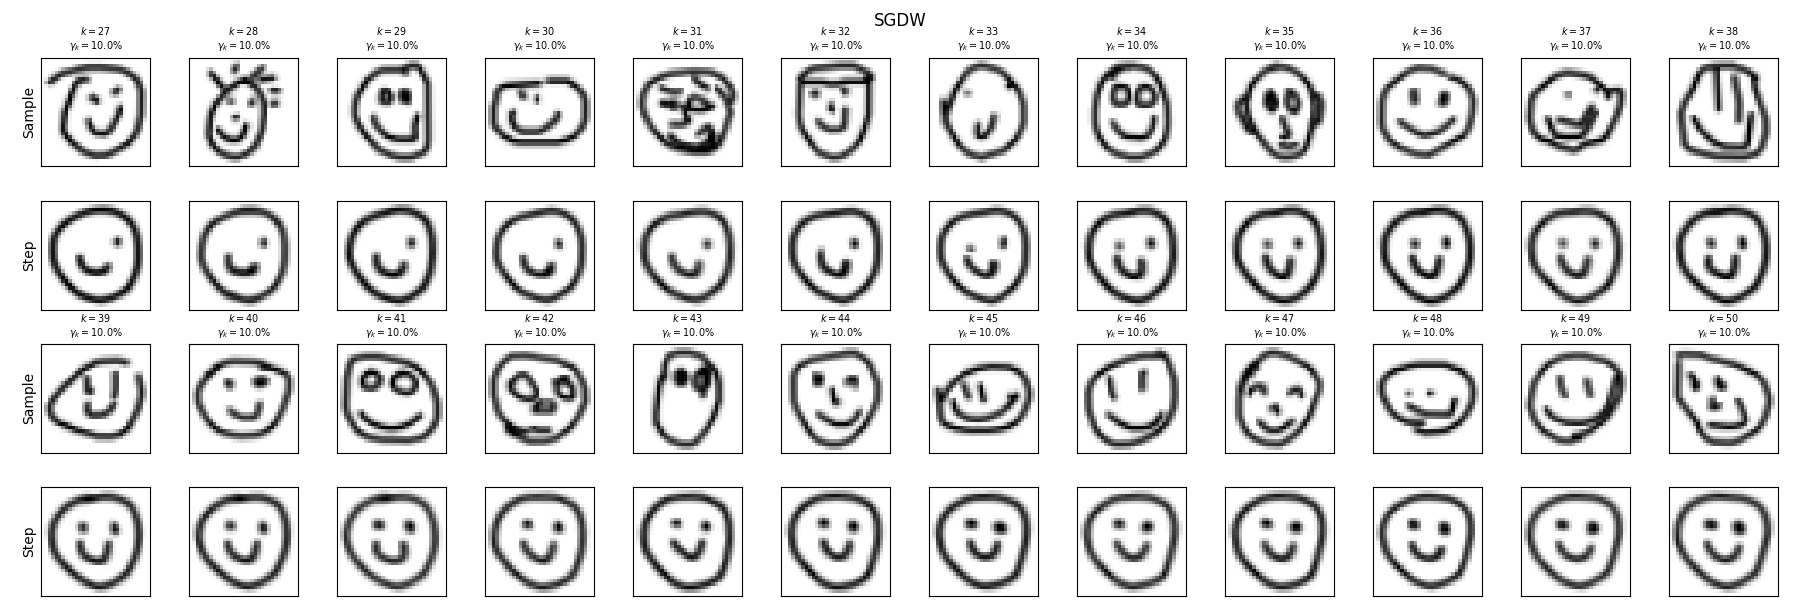 SGDW
k = 27 k = 28 k = 29 k = 30 k = 31 k = 32 k = 33 k = 34 k = 35 k = 36 k = 37 k = 38
γk = 10.0% γk = 10.0% γk = 10.0% γk = 10.0% γk = 10.0% γk = 10.0% γk = 10.0% γk = 10.0% γk = 10.0% γk = 10.0% γk = 10.0% γk = 10.0%
Sample
Step
k = 39 k = 40 k = 41 k = 42 k = 43 k = 44 k = 45 k = 46 k = 47 k = 48 k = 49 k = 50
γk = 10.0% γk = 10.0% γk = 10.0% γk = 10.0% γk = 10.0% γk = 10.0% γk = 10.0% γk = 10.0% γk = 10.0% γk = 10.0% γk = 10.0% γk = 10.0%
Sample
Step